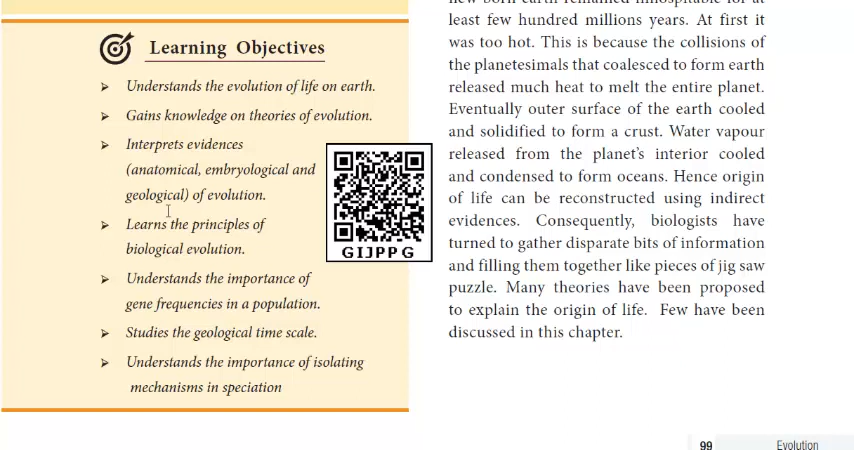 Learning Objectives
Understands the evolution of life on earth.
Gains knowledge on theories of evolution.
Interprets evidences
(anatomical, embryological and
geological) of evolution.
Learns the principles of
biological evolution.
Understands the importance of
gene frequencies in a population.
Studies the geological time scale.
Understands the importance of isolating
mechanisms in speciation
GIJPPG
new born earth remained inhospitable for at
least few hundred millions years. At first it
was too hot. This is because the collisions of
the planetesimals that coalesced to form earth
released much heat to melt the entire planet.
Eventually outer surface of the earth cooled
and solidified to form a crust. Water vapour
released from the planet's interior cooled
and condensed to form oceans. Hence origin
of life can be reconstructed using indirect
evidences. Consequently, biologists have
turned to gather disparate bits of information
and filling them together like pieces of jig saw
puzzle. Many theories have been proposed
to explain the origin of life. Few have been
discussed in this chapter.
99 Evolution